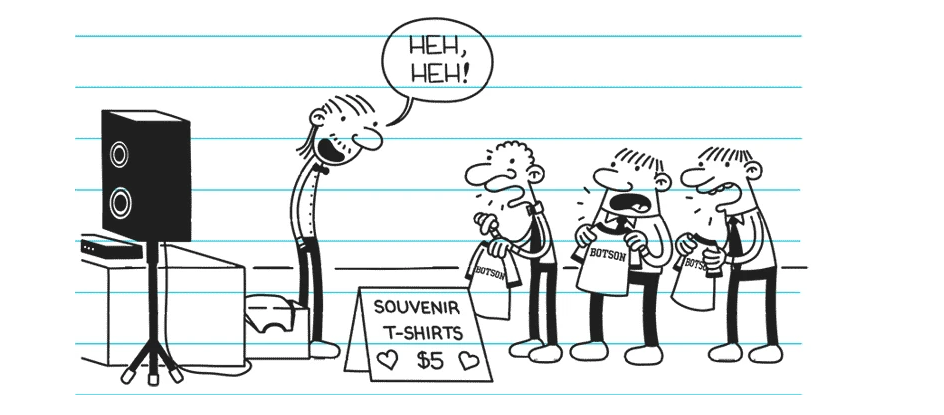 HEH,
HEH!
BOTSON
BOTSON
BOTSON
SOUVENIR
T-SHIRTS
$5